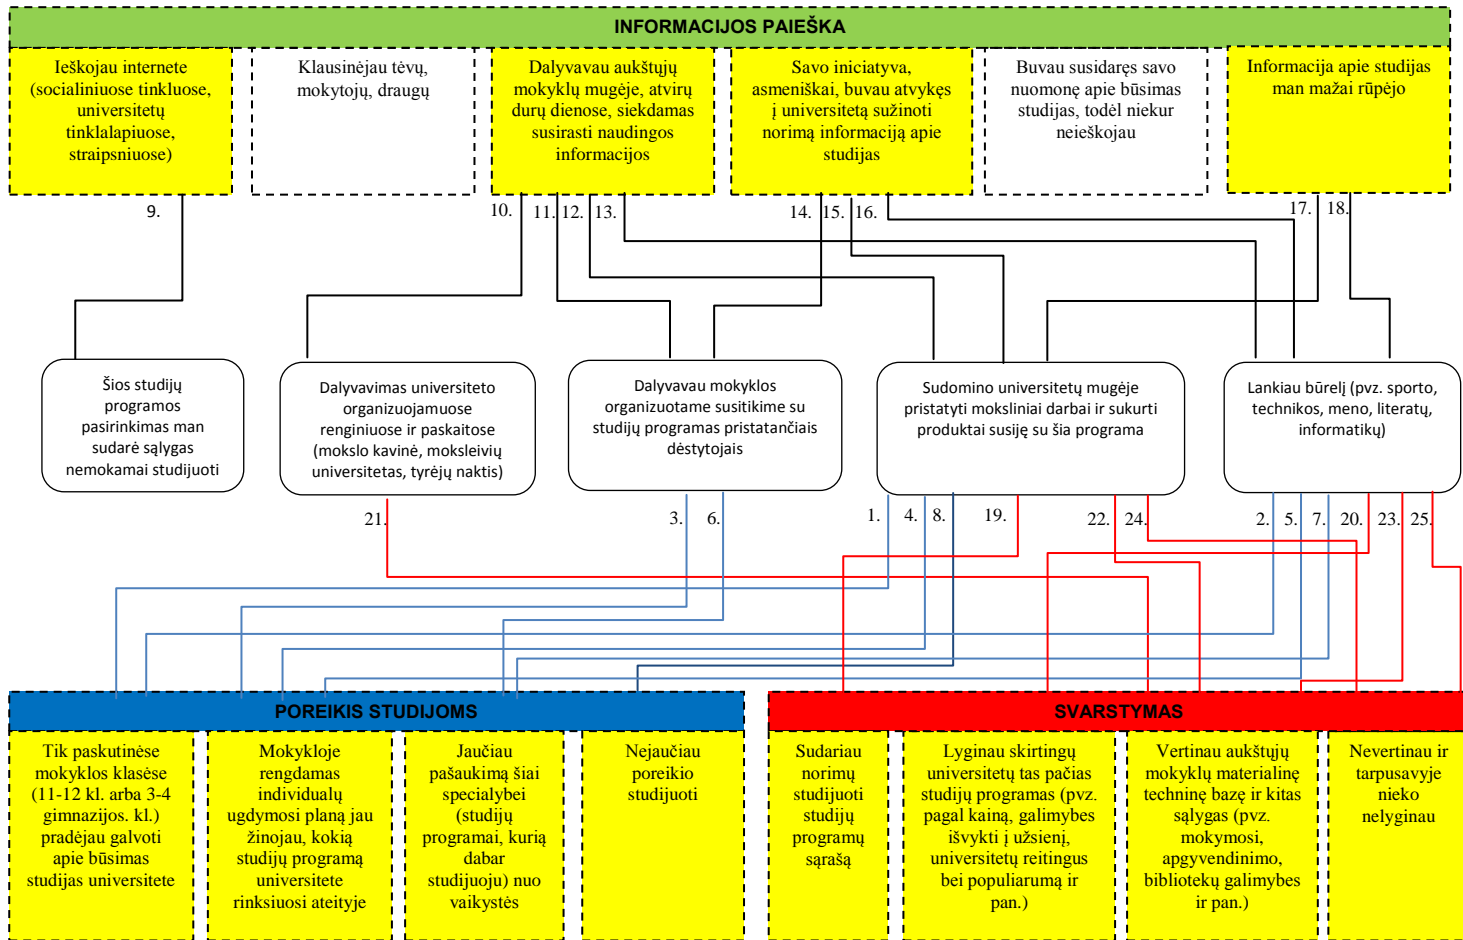 INFORMACIJOS PAIEŠKA
Ieškojau internete
(socialiniuose tinkluose,
universitetų
tinklalapiuose,
straipsniuose)
Klausinėjau tėvų,
mokytojų, draugų
Dalyvavau aukštųjų
mokyklų mugėje, atvirų
durų dienose, siekdamas
susirasti naudingos
informacijos
Savo iniciatyva,
asmeniškai, buvau atvykęs
į universitetą sužinoti
norimą informaciją apie
studijas
Buvau susidaręs savo
nuomonę apie būsimas
studijas, todėl niekur
neieškojau
Informacija apie studijas
man mažai rūpėjo
9.
10.
11.
12.
13.
14.
15.
16.
17.
18.
Šios studijų
programos
pasirinkimas man
sudarė sąlygas
nemokamai studijuoti
Dalyvavimas universiteto
organizuojamuose
renginiuose ir paskaitose
(mokslo kavinė, moksleivių
universitetas, tyrėjų naktis)
Dalyvavau mokyklos
organizuotame susitikime su
studijų programas pristatančiais
dėstytojais
Sudomino universitetų mugėje
pristatyti moksliniai darbai ir sukurti
produktai susiję su šia programa
Lankiau būrelį (pvz. sporto,
technikos, meno, literatų,
informatikų)
21.
3.
6.
1.
4.
8.
19.
22.
24.
2.
5.
7.
20.
23.
25.
POREIKIS STUDIJOMS
Tik paskutinėse
mokyklos klasėse
(11-12 kl. arba 3-4
gimnazijos. kl.)
pradėjau galvoti
apie būsimas
studijas universitete
Mokykloje
rengdamas
individualų
ugdymosi planą jau
žinojau, kokią
studijų programą
universitete
rinksiuosi ateityje
Jaučiau
pašaukimą šiai
specialybei
(studijų
programai, kurią
dabar
studijuoju) nuo
vaikystės
Nejaučiau
poreikio
studijuoti
SVARSTYMAS
Sudariau
norimų
studijuoti
studijų
programų
sąrašą
Lyginau skirtingų
universitetų tas pačias
studijų programas (pvz.
pagal kainą, galimybes
išvykti į užsienį,
universitetų reitingus
bei populiarumą ir
pan.)
Vertinau aukštųjų
mokyklų materialinę
techninę bazę ir kitas
sąlygas (pvz.
mokymosi,
apgyvendinimo,
bibliotekų galimybes
ir pan.)
Nevertinau ir
tarpusavyje
nieko
nelyginau